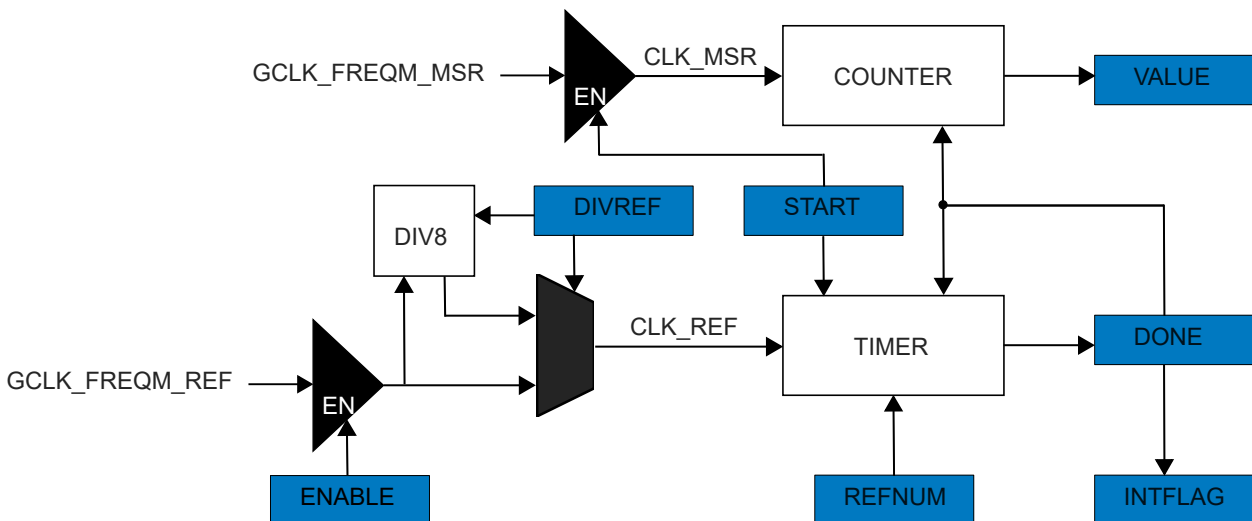 GCLK_FREQM_MSR
EN
CLK_MSR
COUNTER
VALUE
DIV8
DIVREF
START
GCLK_FREQM_REF
EN
CLK_REF
TIMER
DONE
ENABLE
REFNUM
INTFLAG